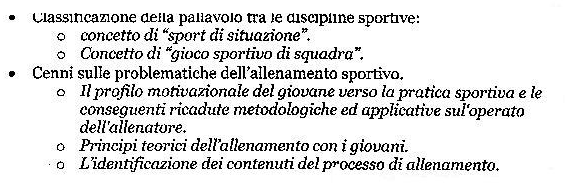 • Classificazione della pallavolo tra le discipline sportive:
o concetto di “sport di situazione”.
o Concetto di “gioco sportivo di squadra”.
• Cenni sulle problematiche dell’allenamento sportivo.
o Il profilo motivazionale del giovane verso la pratica sportiva e le
conseguenti ricadute metodologiche ed applicative sul'operato
dell'allenatore.
o Principi teorici dell'allenamento con i giovani.
o L'identificazione dei contenuti del processo di allenamento.